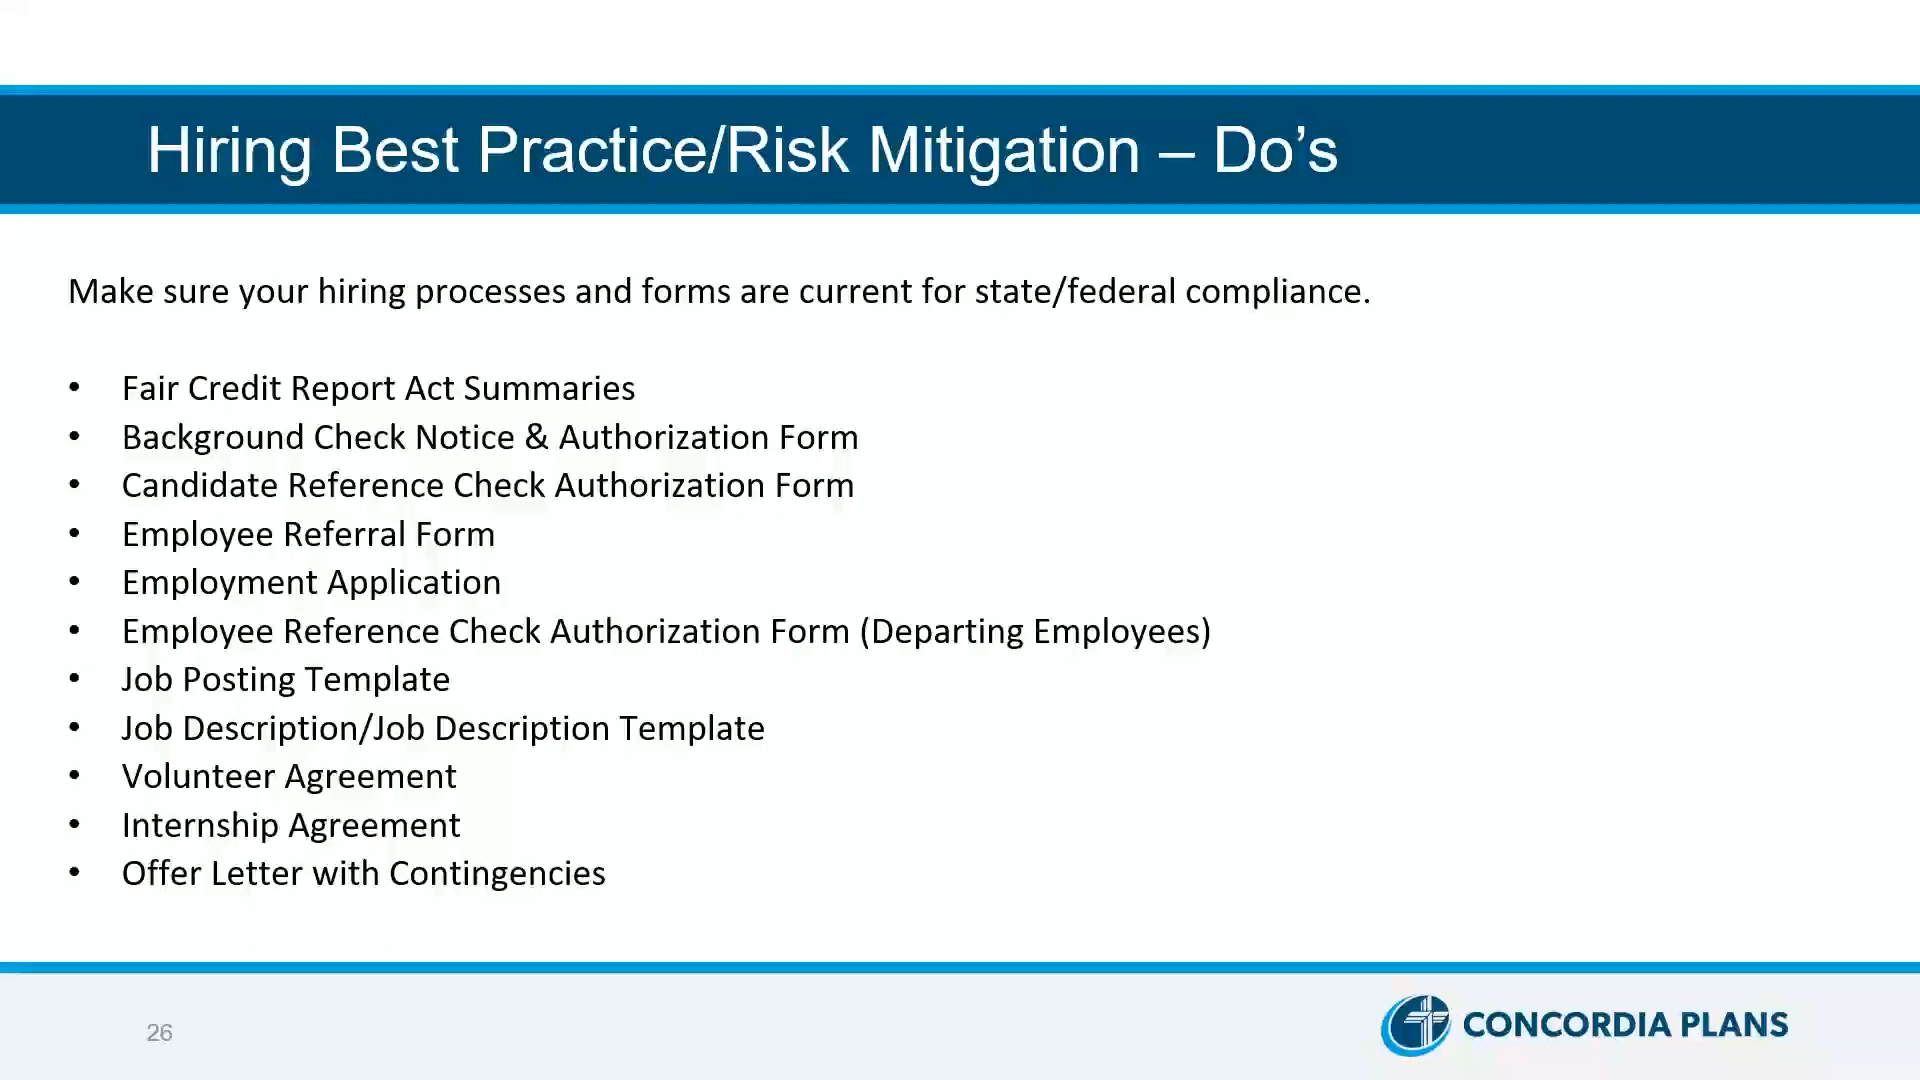 Hiring Best Practice/Risk Mitigation – Do’s
Make sure your hiring processes and forms are current for state/federal compliance.
• Fair Credit Report Act Summaries
• Background Check Notice & Authorization Form
• Candidate Reference Check Authorization Form
• Employee Referral Form
• Employment Application
• Employee Reference Check Authorization Form (Departing Employees)
• Job Posting Template
• Job Description/Job Description Template
• Volunteer Agreement
• Internship Agreement
• Offer Letter with Contingencies
26
CONCORDIA PLANS